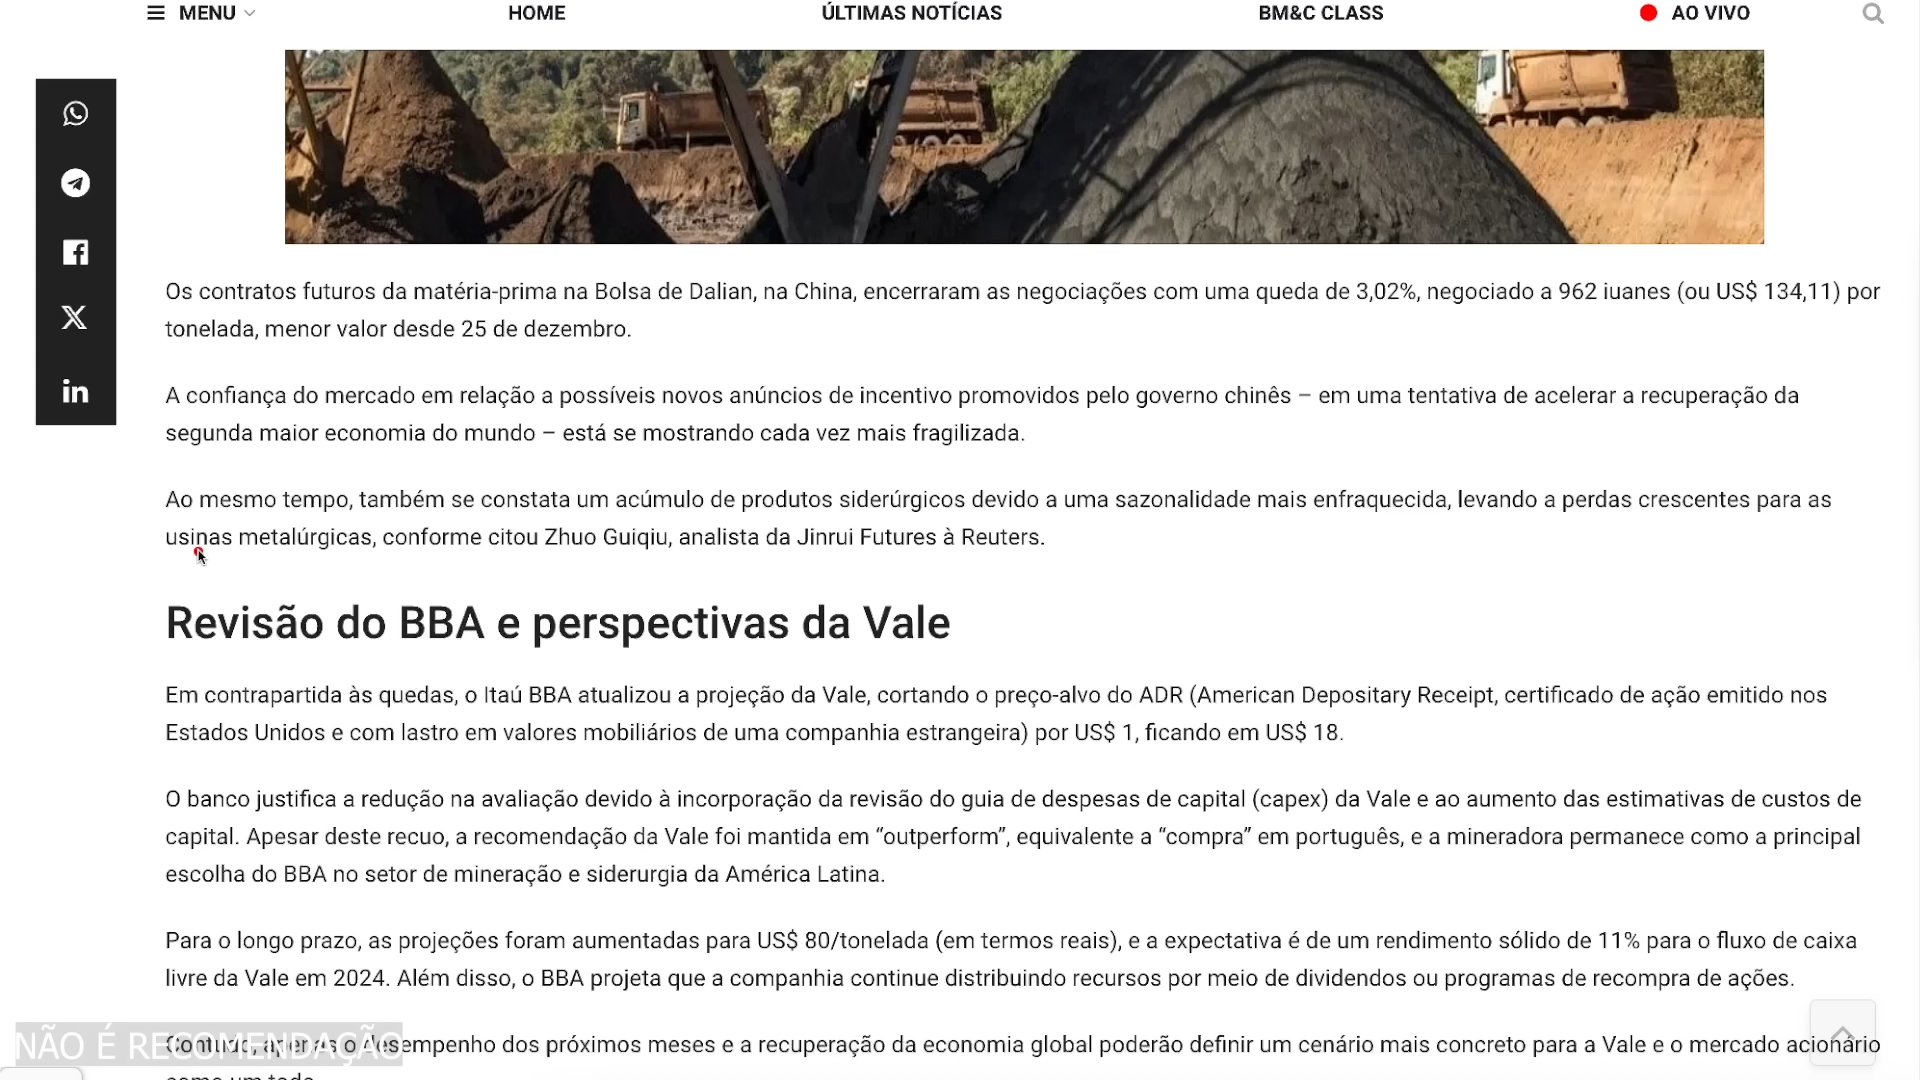 MENU
HOME
ÚLTIMAS NOTÍCIAS
BM&C CLASS
AO VIVO
Os contratos futuros da matéria-prima na Bolsa de Dalian, na China, encerraram as negociações com uma queda de 3,02%, negociado a 962 iuanes (ou US$ 134,11) por
tonelada, menor valor desde 25 de dezembro.
A confiança do mercado em relação a possíveis novos anúncios de incentivo promovidos pelo governo chinês – em uma tentativa de acelerar a recuperação da
segunda maior economia do mundo – está se mostrando cada vez mais fragilizada.
Ao mesmo tempo, também se constata um acúmulo de produtos siderúrgicos devido a uma sazonalidade mais enfraquecida, levando a perdas crescentes para as
usinas metalúrgicas, conforme citou Zhuo Guiqiu, analista da Jinrui Futures à Reuters.
Revisão do BBA e perspectivas da Vale
Em contrapartida às quedas, o Itaú BBA atualizou a projeção da Vale, cortando o preço-alvo do ADR (American Depositary Receipt, certificado de ação emitido nos
Estados Unidos e com lastro em valores mobiliários de uma companhia estrangeira) por US$ 1, ficando em US$ 18.
O banco justifica a redução na avaliação devido à incorporação da revisão do guia de despesas de capital (capex) da Vale e ao aumento das estimativas de custos de
capital. Apesar deste recuo, a recomendação da Vale foi mantida em “outperform”, equivalente a “compra” em português, e a mineradora permanece como a principal
escolha do BBA no setor de mineração e siderurgia da América Latina.
Para o longo prazo, as projeções foram aumentadas para US$ 80/tonelada (em termos reais), e a expectativa é de um rendimento sólido de 11% para o fluxo de caixa
livre da Vale em 2024. Além disso, o BBA projeta que a companhia continue distribuindo recursos por meio de dividendos ou programas de recompra de ações.
NÃO É RECOMENDAÇÃO
Contudo, apenas o desempenho dos próximos meses e a recuperação da economia global poderão definir um cenário mais concreto para a Vale e o mercado acionário
como um todo.